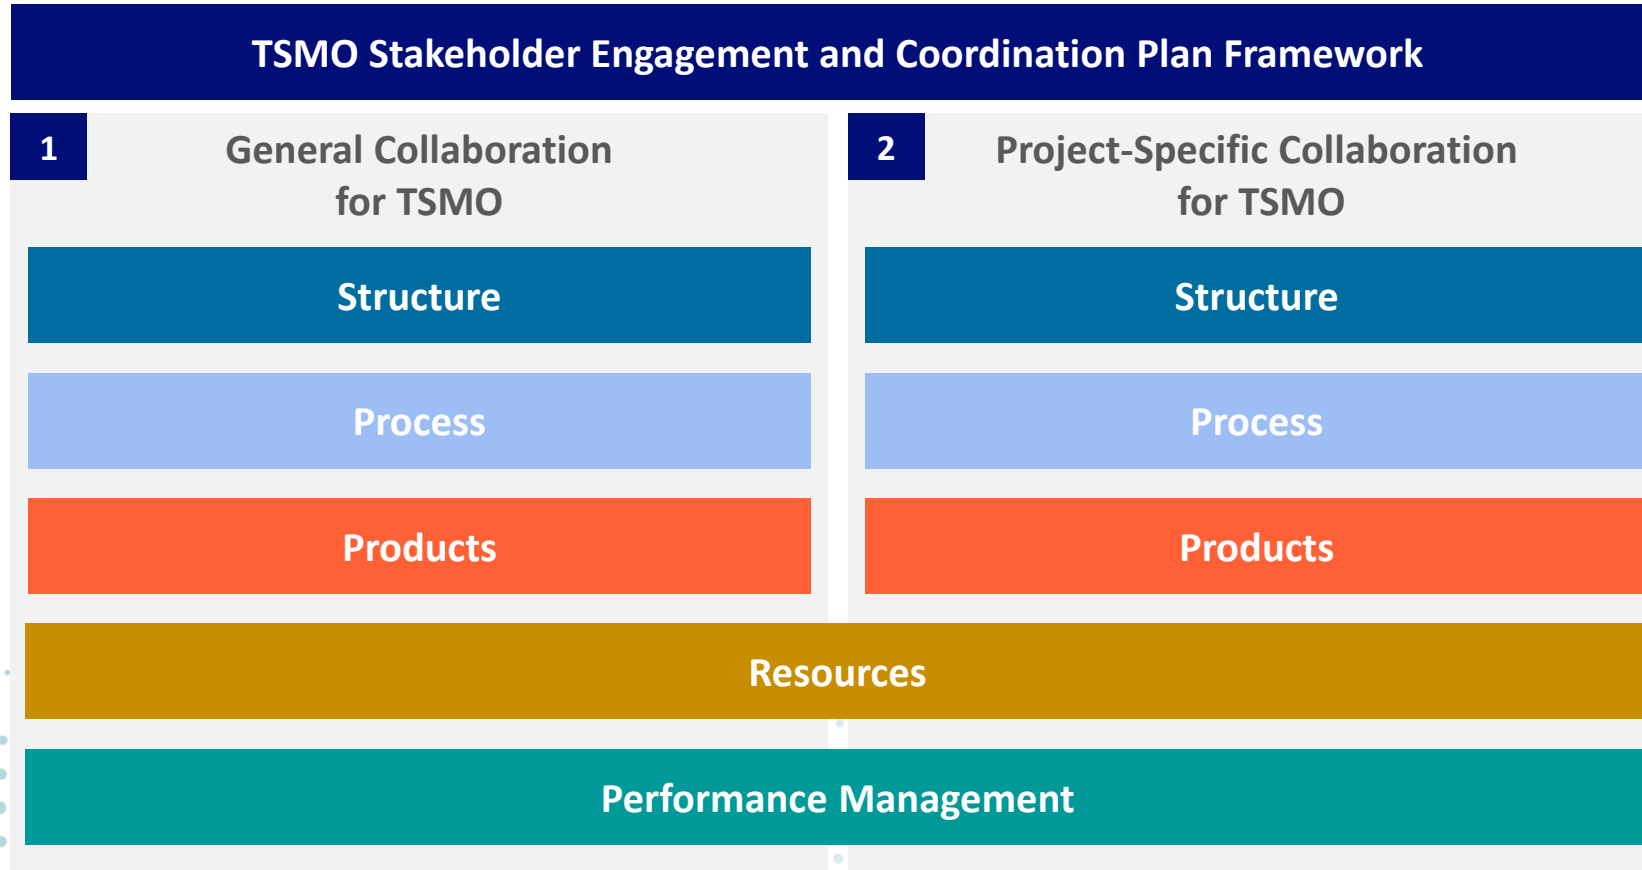 TSMO Stakeholder Engagement and Coordination Plan Framework
1
General Collaboration
for TSMO
Structure
Process
Products
2
Project-Specific Collaboration
for TSMO
Structure
Process
Products
Resources
Performance Management